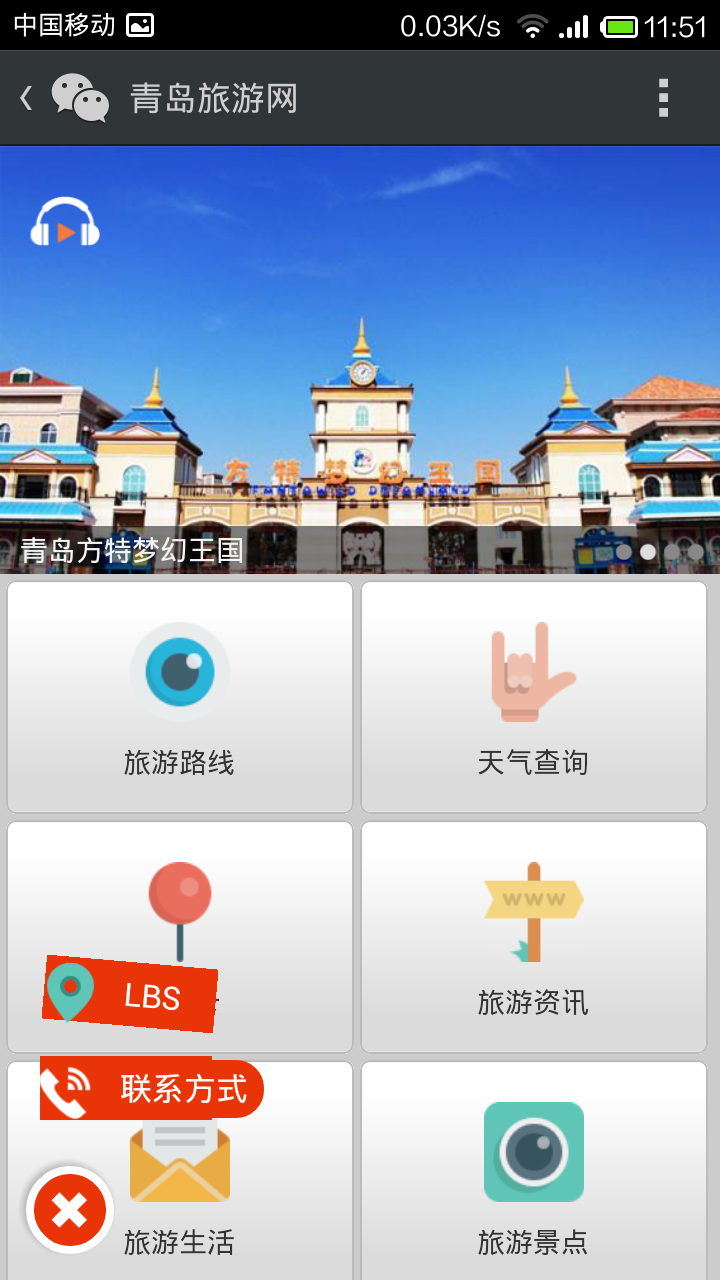 中国移动 0.03K/s 11:51
青岛旅游网
方特梦幻王国
FANTAWILD DREAMLAND
青岛方特梦幻王国
旅游路线
天气查询
WWW
LBS
旅游资讯
联系方式
旅游生活
旅游景点